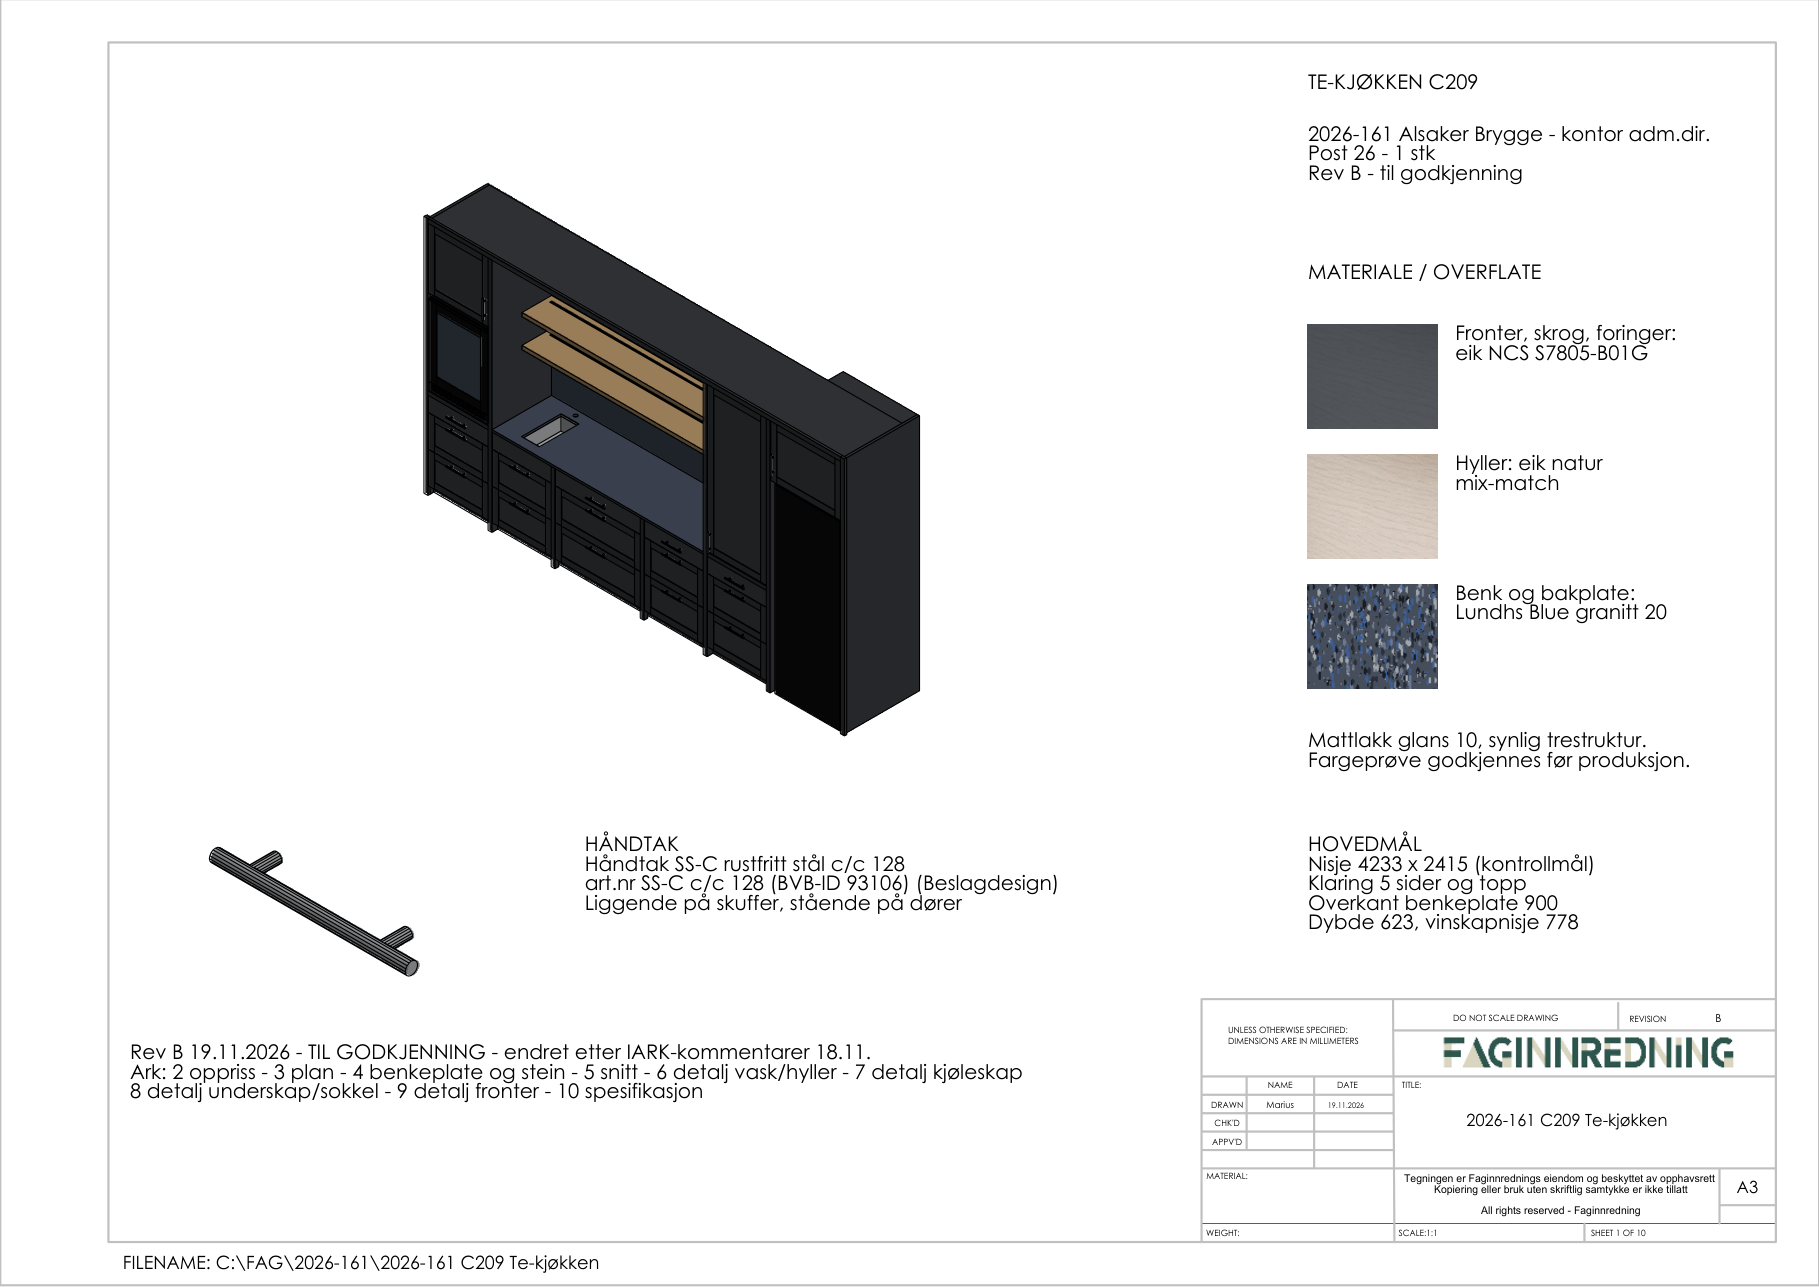 TE-KJØKKEN C209
2026-161 Alsaker Brygge - kontor adm.dir.
Post 26 - 1 stk
Rev B - til godkjenning
MATERIALE / OVERFLATE
Fronter, skrog, foringer:
eik NCS S7805-B01G
Hyller: eik natur
mix-match
Benk og bakplate:
Lundhs Blue granitt 20
Mattlakk glans 10, synlig trestruktur.
Fargeprøve godkjennes før produksjon.
HÅNDTAK
Håndtak SS-C rustfritt stål c/c 128
art.nr SS-C c/c 128 (BVB-ID 93106) (Beslagdesign)
Liggende på skuffer, stående på dører
HOVEDMÅL
Nisje 4233 x 2415 (kontrollmål)
Klaring 5 sider og topp
Overkant benkeplate 900
Dybde 623, vinskapnisje 778
Rev B 19.11.2026 - TIL GODKJENNING - endret etter IARK-kommentarer 18.11.
Ark: 2 oppriss - 3 plan - 4 benkeplate og stein - 5 snitt - 6 detalj vask/hyller - 7 detalj kjøleskap
8 detalj underskap/sokkel - 9 detalj fronter - 10 spesifikasjon
UNLESS OTHERWISE SPECIFIED:
DIMENSIONS ARE IN MILLIMETERS
DO NOT SCALE DRAWING
REVISION B
FAGINNREDNING
NAME DATE
DRAWN Marius 19.11.2026
CHK'D
APPV'D
TITLE:
2026-161 C209 Te-kjøkken
MATERIAL:
Tegningen er Faginnrednings eiendom og beskyttet av opphavsrett
Kopiering eller bruk uten skriftlig samtykke er ikke tillatt
All rights reserved - Faginnredning
A3
WEIGHT:
SCALE:1:1
SHEET 1 OF 10
FILENAME: C:\FAG\2026-161\2026-161 C209 Te-kjøkken